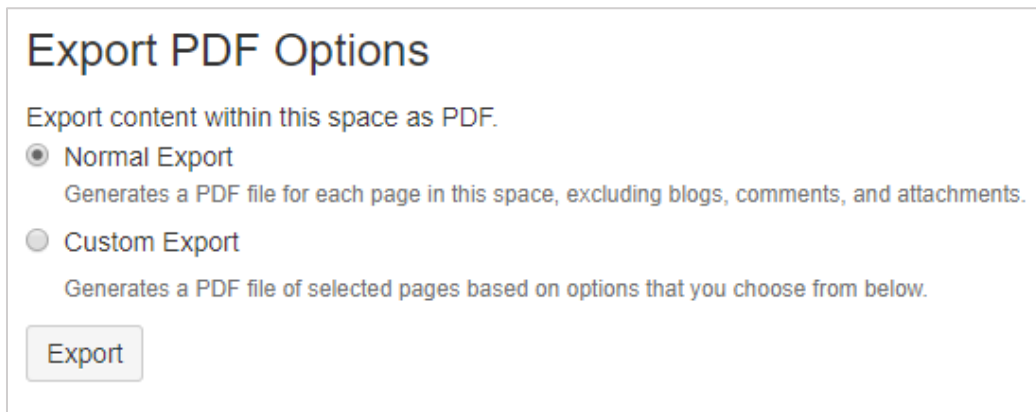 Export PDF Options
Export content within this space as PDF.
Normal Export
Generates a PDF file for each page in this space, excluding blogs, comments, and attachments.
Custom Export
Generates a PDF file of selected pages based on options that you choose from below.
Export